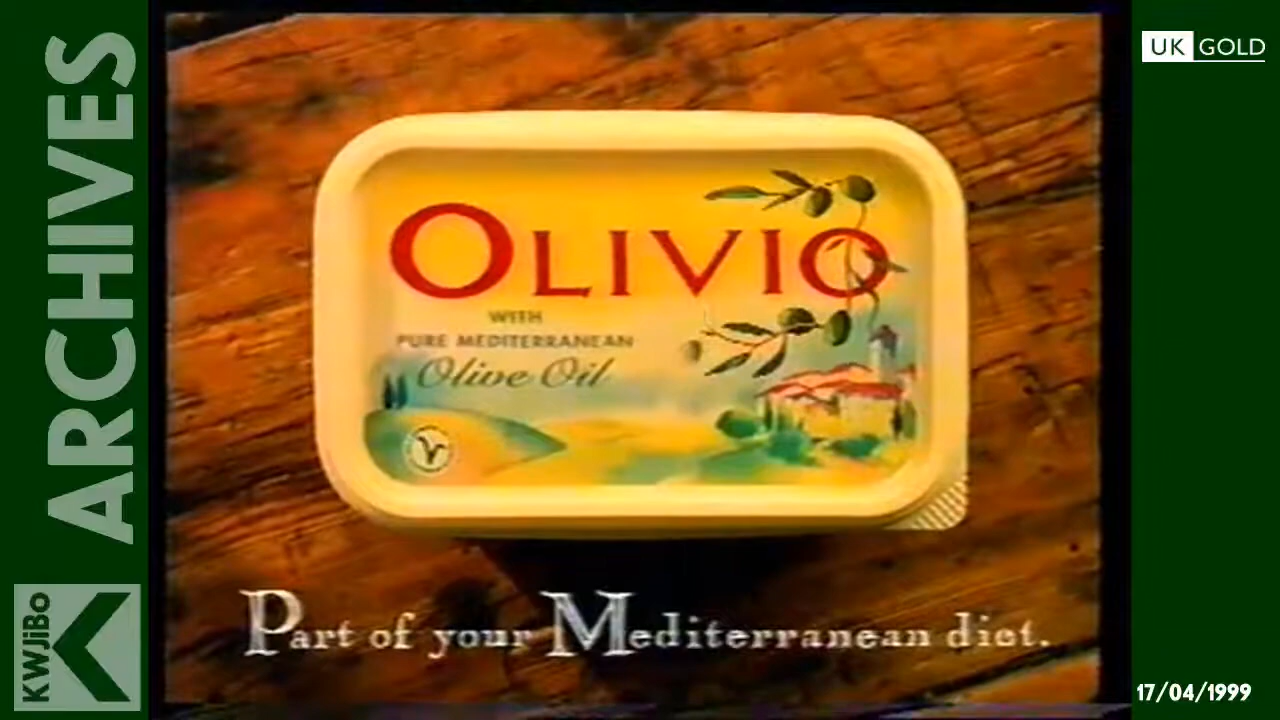 ARCHIVES
KWJiBo
UK GOLD
OLIVIO
WITH
PURE MEDITERRANEAN
Olive Oil
V
Part of your Mediterranean diet.
17/04/1999